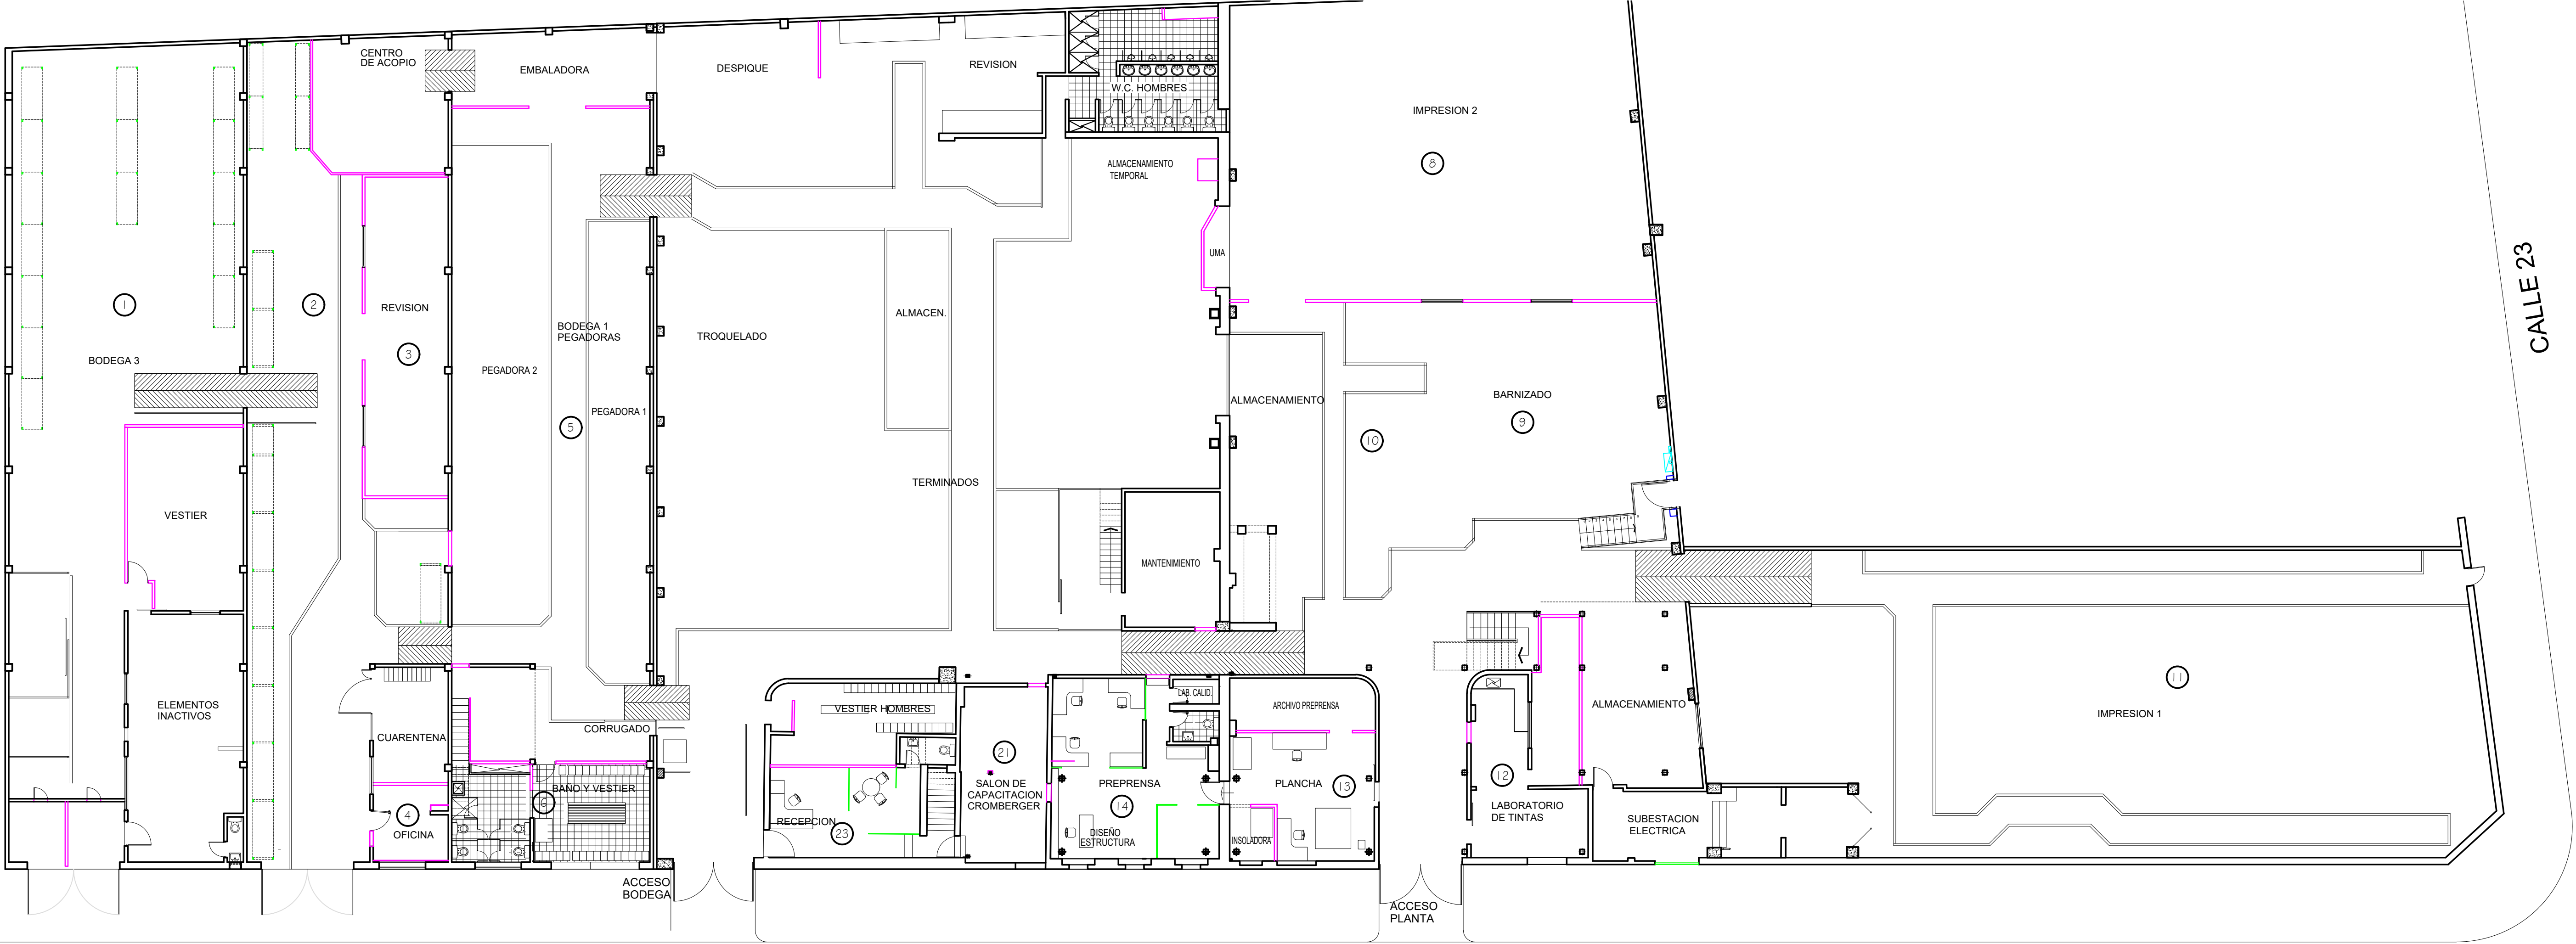 CENTRO
DE ACOPIO
EMBALADORA
DESPIQUE
REVISION
W.C. HOMBRES
IMPRESION 2
8
ALMACENAMIENTO
TEMPORAL
UMA
CALLE 23
1
2
REVISION
3
BODEGA 3
BODEGA 1
PEGADORAS
PEGADORA 2
PEGADORA 1
5
TROQUELADO
ALMACEN.
ALMACENAMIENTO
BARNIZADO
9
10
TERMINADOS
VESTIER
MANTENIMIENTO
ELEMENTOS
INACTIVOS
CUARENTENA
CORRUGADO
VESTIER HOMBRES
LAB. CALID.
ARCHIVO PREPRENSA
ALMACENAMIENTO
11
IMPRESION 1
21
SALON DE
CAPACITACION
CROMBERGER
PREPRENSA
14
PLANCHA
13
12
LABORATORIO
DE TINTAS
BAÑO Y VESTIER
6
4
OFICINA
RECEPCION
23
DISEÑO
ESTRUCTURA
INSOLADORA
SUBESTACION
ELECTRICA
ACCESO
BODEGA
ACCESO
PLANTA